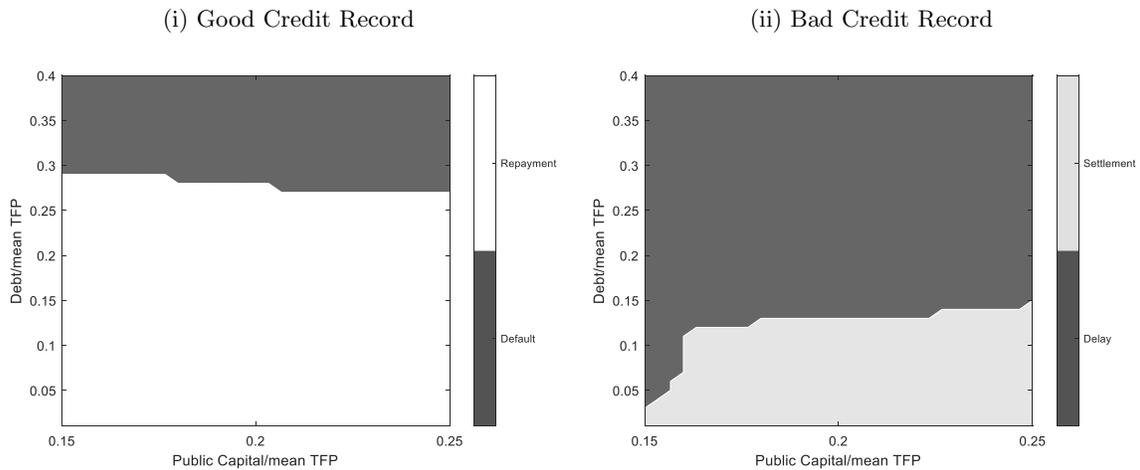 (i) Good Credit Record
0.4
0.35
0.3
0.25
0.2
0.15
0.1
0.05
Debt/mean TFP
0.15
0.2
0.25
Public Capital/mean TFP
Repayment
Default
(ii) Bad Credit Record
0.4
0.35
0.3
0.25
0.2
0.15
0.1
0.05
Debt/mean TFP
0.15
0.2
0.25
Public Capital/mean TFP
Settlement
Delay